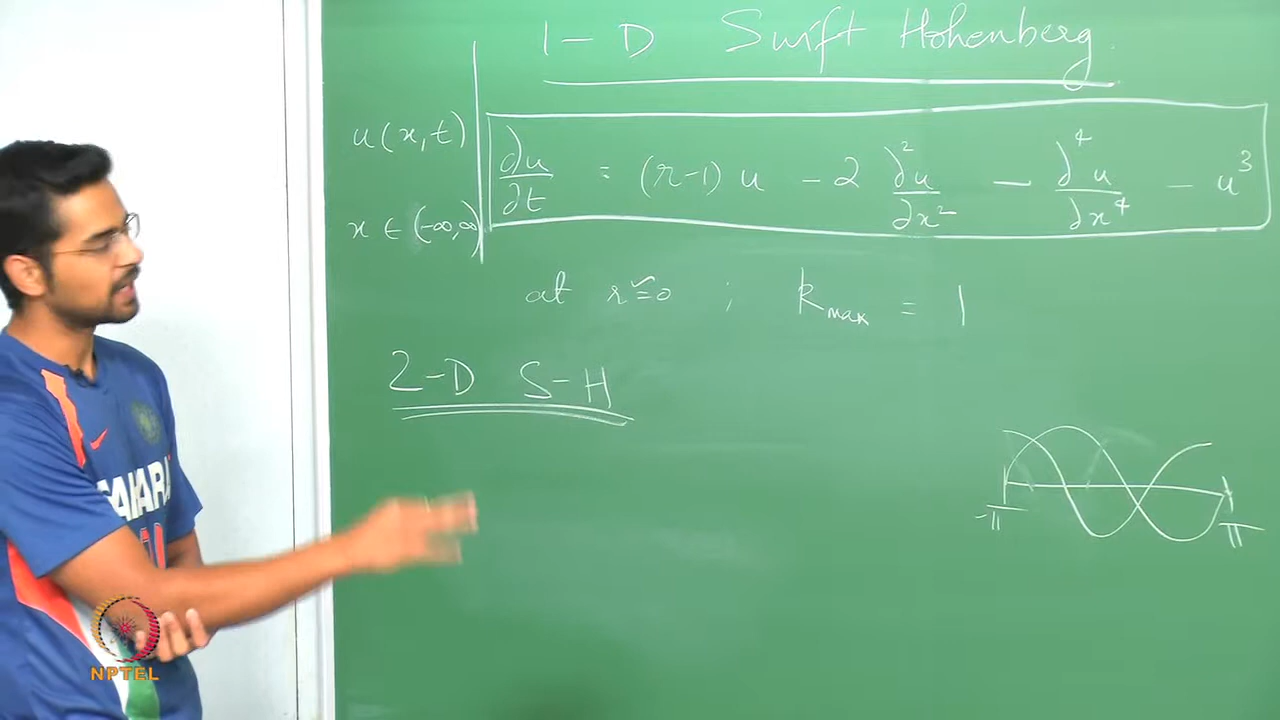 1-D Swift Hohenberg.
u(x,t)
x ∈ (-∞,∞)
∂u/∂t = (r-1) u - 2 ∂²u/∂x² - ∂⁴u/∂x⁴ - u³
at r ≈ 0 ; k_max = 1
2-D S-H
-π π
SAHARA
NPTEL